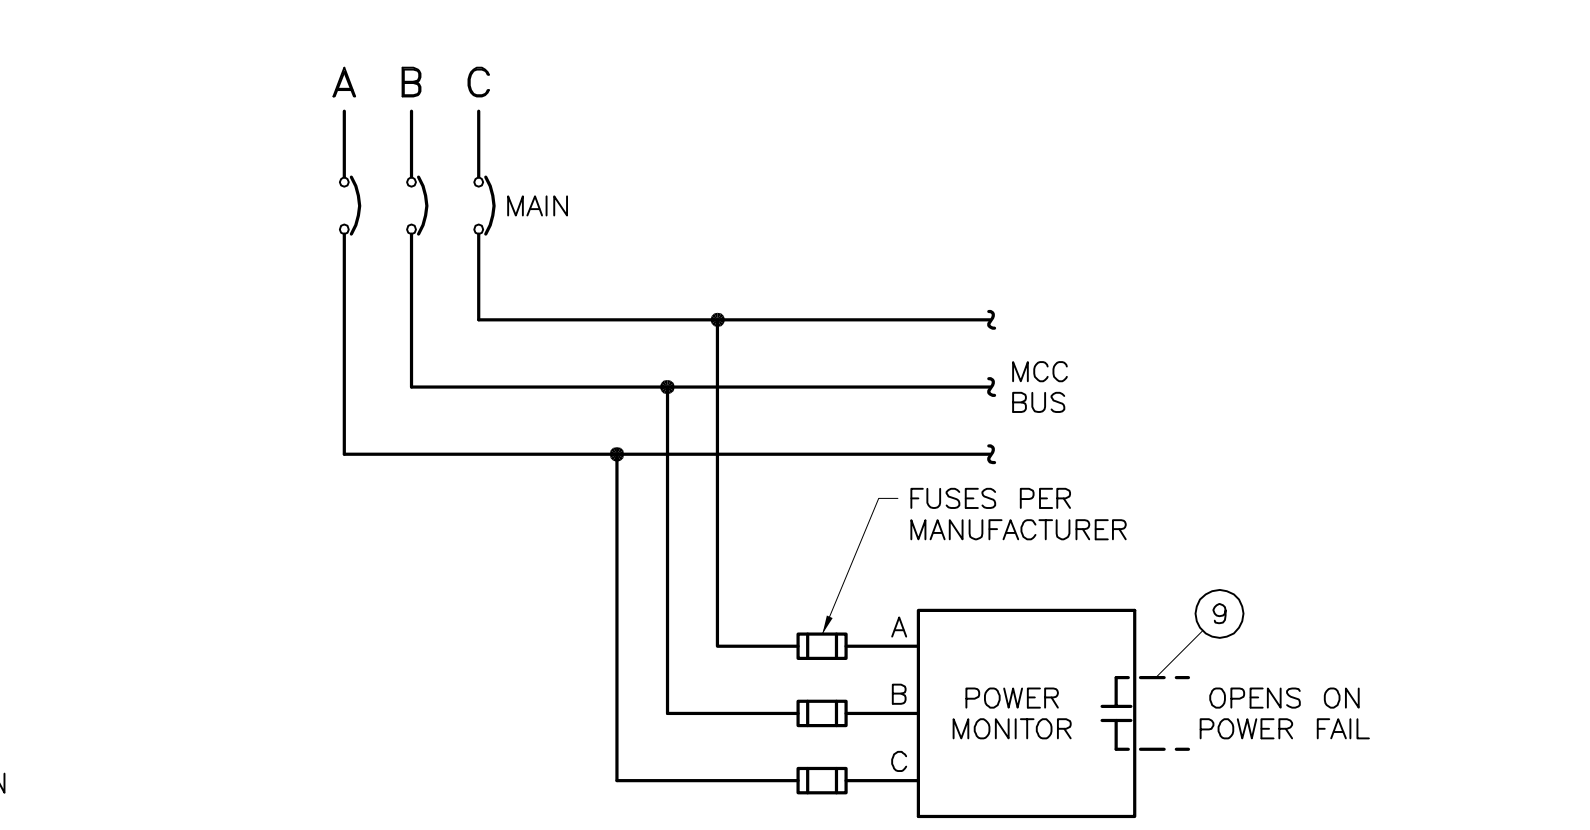 A B C
MAIN
MCC
BUS
FUSES PER
MANUFACTURER
9
A
B
C
POWER
MONITOR
OPENS ON
POWER FAIL
N